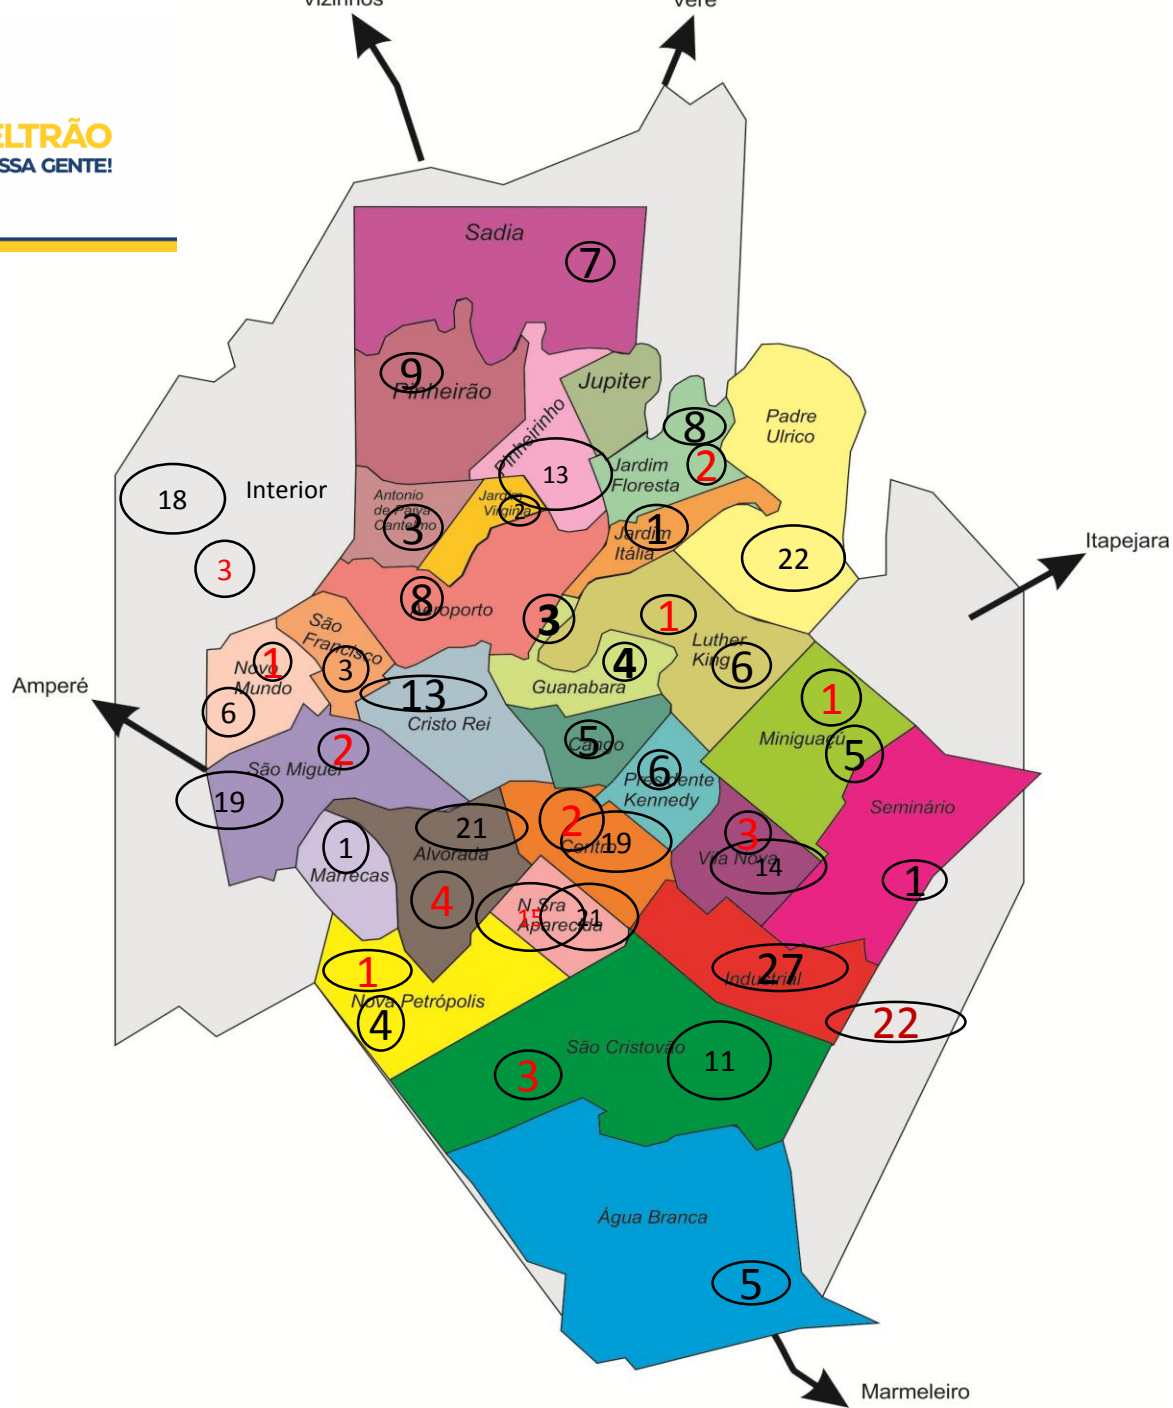 Vizinhos
Verê
ELTRÃO
SSA GENTE!
Sadia
7
9
Pinheirão
Jupiter
Pinheirinho
8
Padre
Ulrico
13
Jardim
Floresta
2
18
Interior
Antonio
de Paiva
Cantelmo
3
Jardim
Virginia
2
1
Jardim
Itália
22
Itapejara
3
8
Aeroporto
3
1
São
Francisco
3
Luther
King
6
4
Guanabara
1
Novo
Mundo
6
Amperé
13
Cristo Rei
1
Miniguaçú
5
2
São Miguel
19
5
Cango
6
Presidente
Kennedy
Seminário
21
Alvorada
2
19
Centro
3
Vila Nova
14
1
Marrecas
4
1
15
21
N.Sra
Aparecida
1
Nova Petrópolis
4
27
Industrial
22
São Cristovão
11
3
Água Branca
5
Marmeleiro